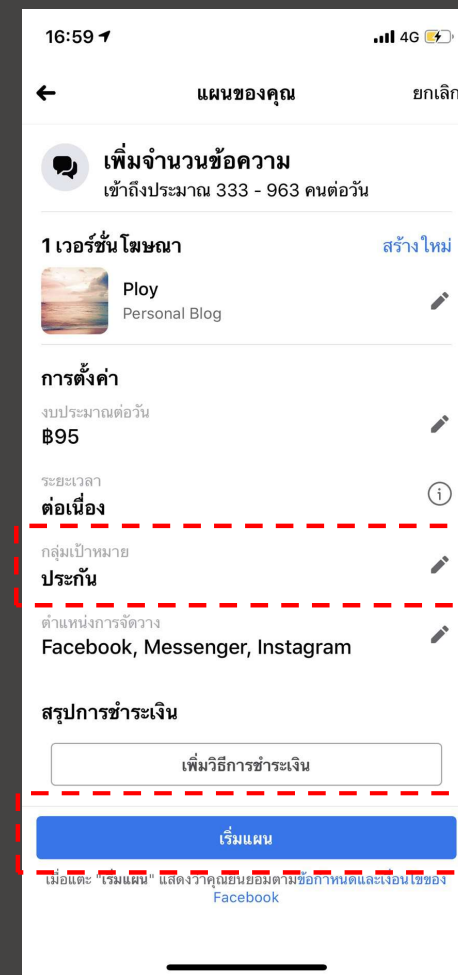 16:59
4G
แผนของคุณ
ยกเลิก
เพิ่มจำนวนข้อความ
เข้าถึงประมาณ 333 - 963 คนต่อวัน
1 เวอร์ชั่นโฆษณา
สร้างใหม่
Ploy
Personal Blog
การตั้งค่า
งบประมาณต่อวัน
฿95
ระยะเวลา
ต่อเนื่อง
กลุ่มเป้าหมาย
ประกัน
ตำแหน่งการจัดวาง
Facebook, Messenger, Instagram
สรุปการชำระเงิน
เพิ่มวิธีการชำระเงิน
เริ่มแผน
เมื่อแตะ "เริ่มแผน" แสดงว่าคุณยินยอมตามข้อกำหนดและเงื่อนไขของ
Facebook